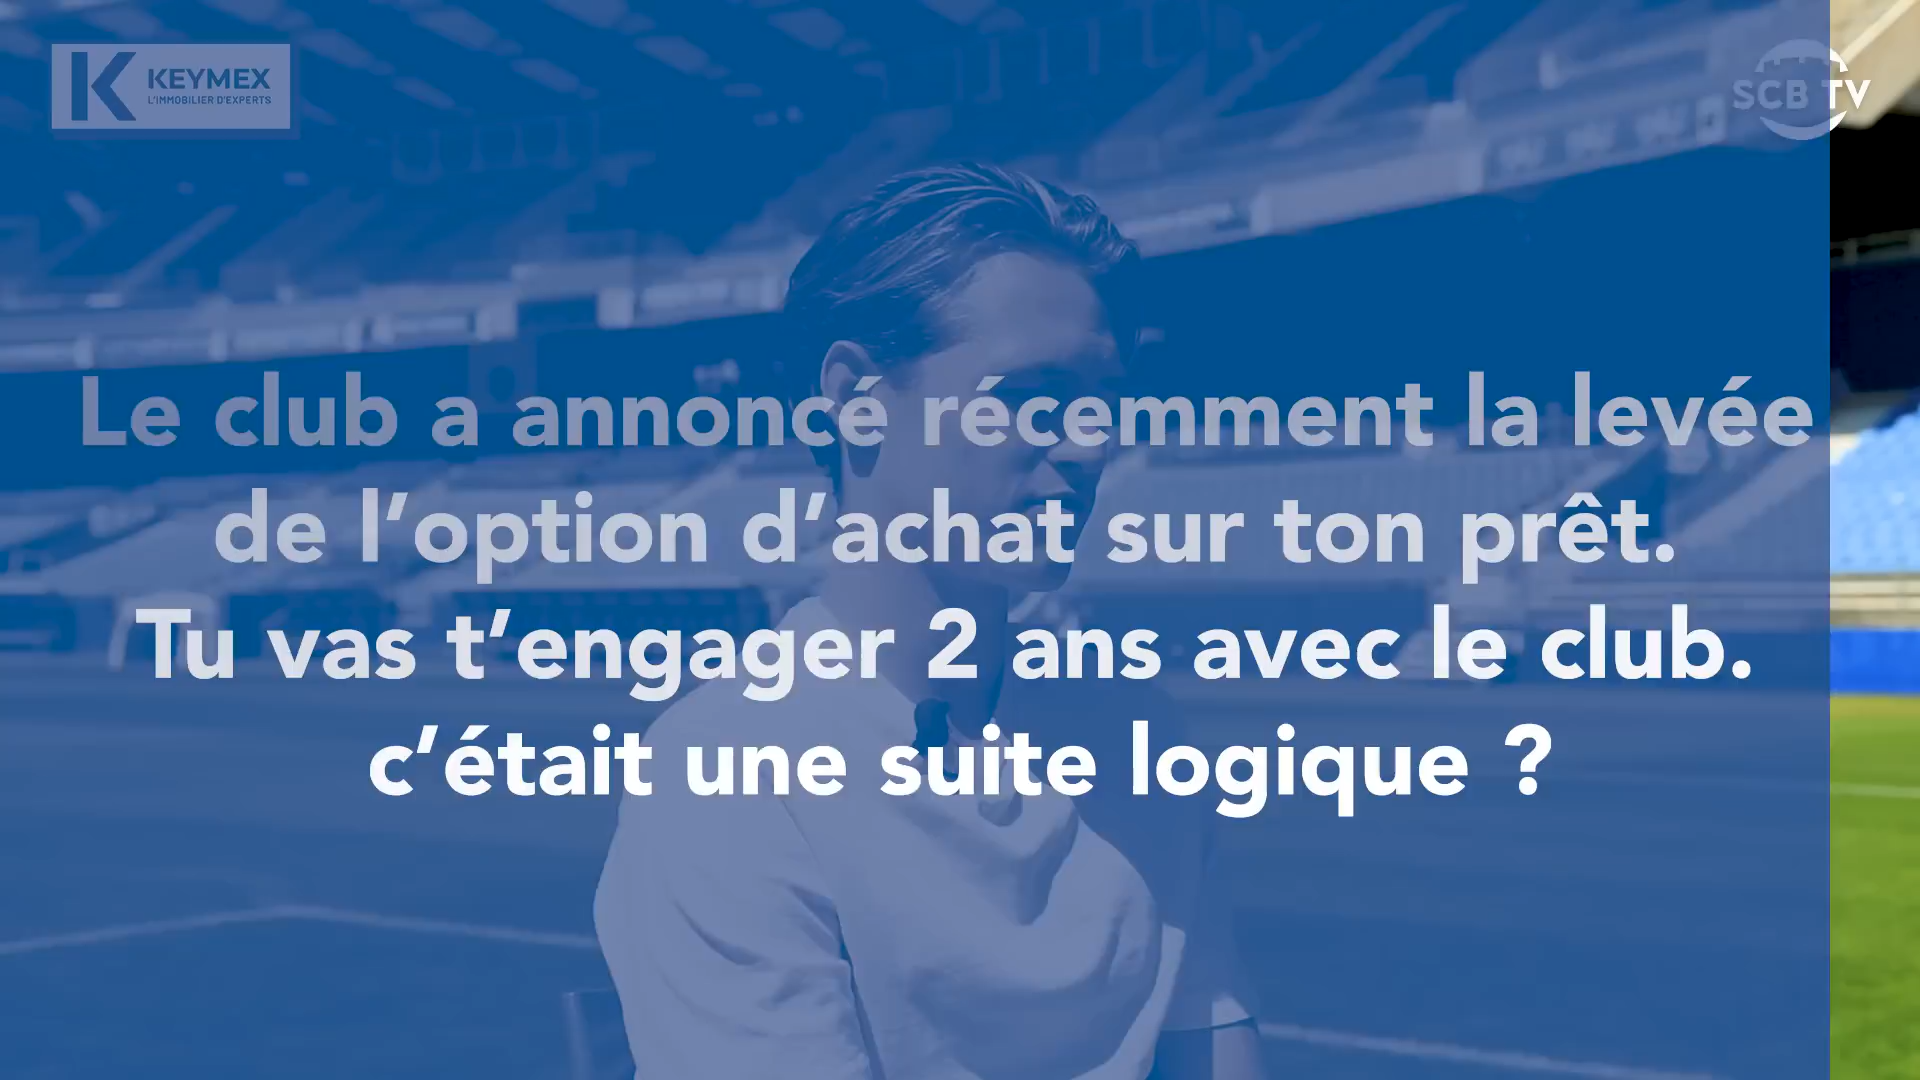 KEYMEX
L'IMMOBILIER D'EXPERTS
SCB TV
Le club a annoncé récemment la levée
de l’option d’achat sur ton prêt.
Tu vas t’engager 2 ans avec le club.
c’était une suite logique ?